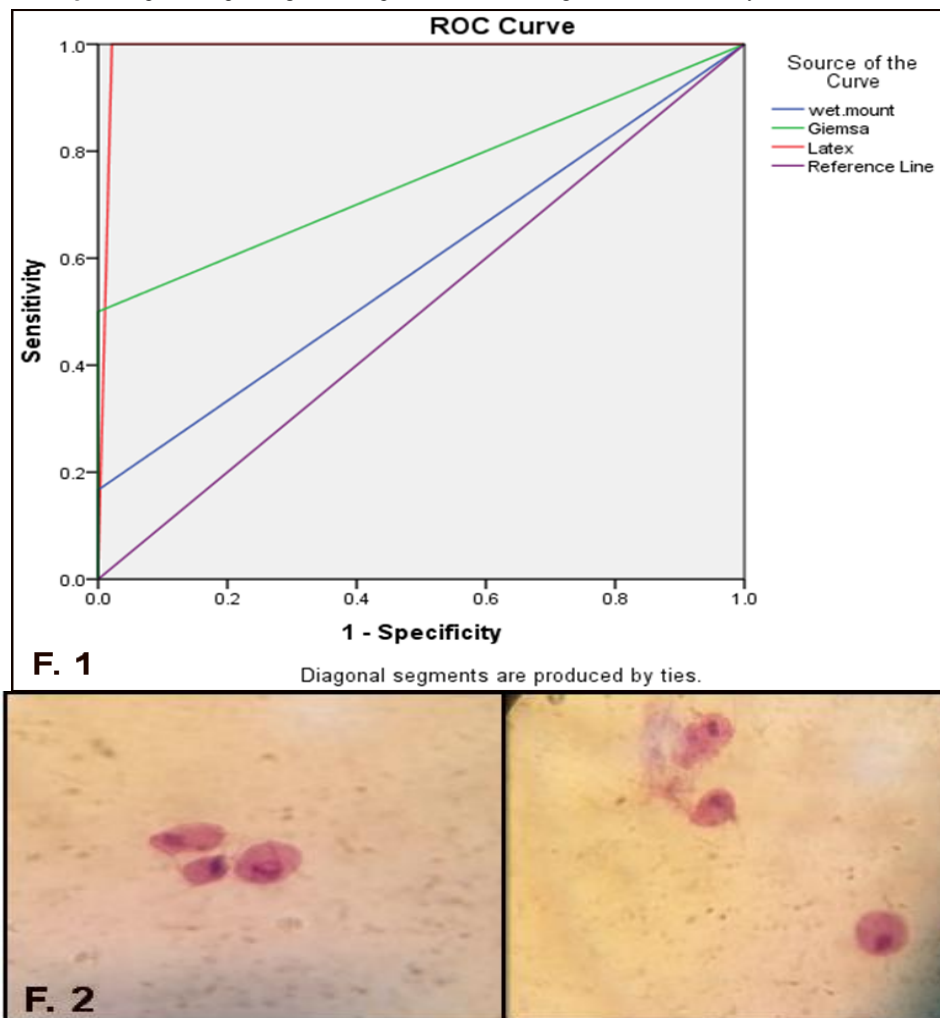 ROC Curve
Source of the
Curve
wet.mount
Giemsa
Latex
Reference Line
1.0
0.8
0.6
0.4
0.2
0.0
0.0
0.2
0.4
0.6
0.8
1.0
Sensitivity
1 - Specificity
Diagonal segments are produced by ties.
F. 1
F. 2